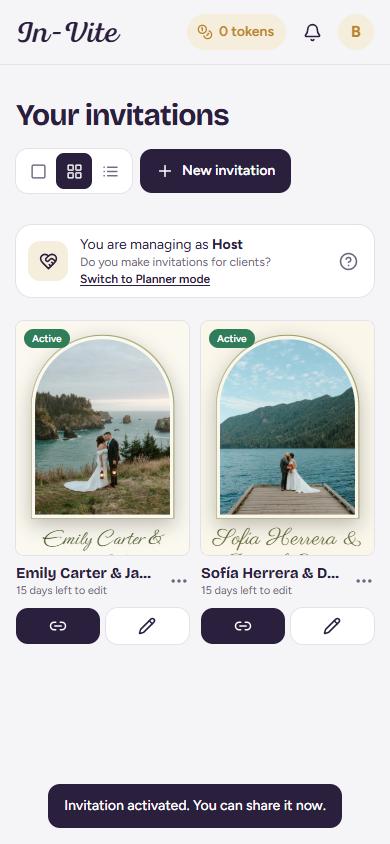 In-Vite
0 tokens
B
Your invitations
New invitation
You are managing as Host
Do you make invitations for clients?
Switch to Planner mode
Active
Active
Emily Carter &
Sofía Herrera &
Emily Carter & Ja...
Sofía Herrera & D...
15 days left to edit
15 days left to edit
Invitation activated. You can share it now.